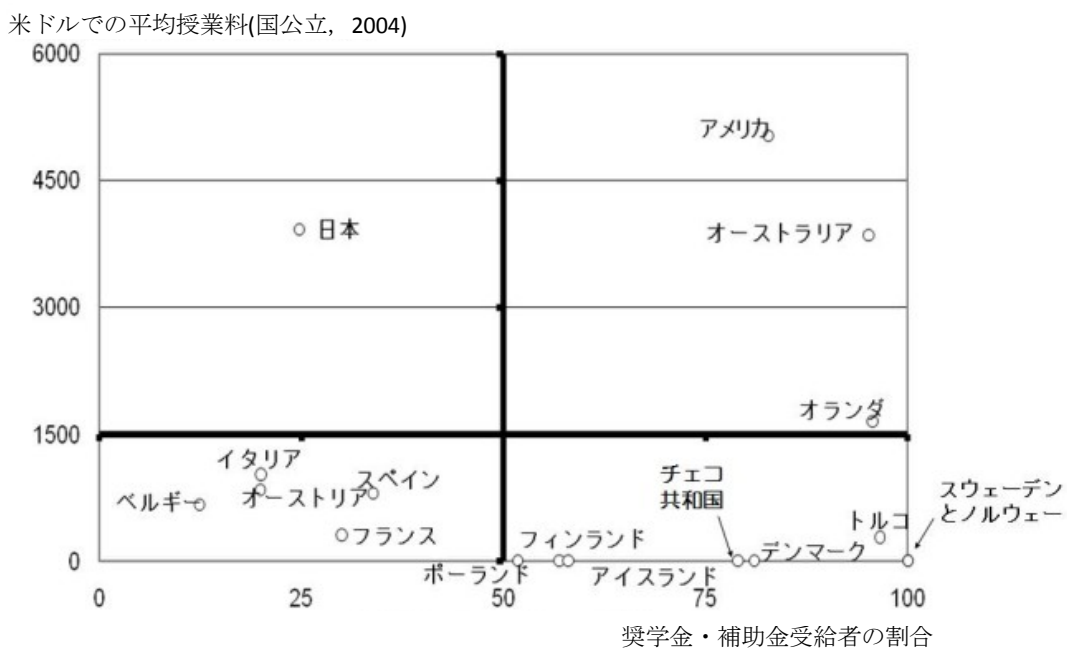 米ドルでの平均授業料(国公立，2004)
6000
アメリカ
4500
日本
オーストラリア
3000
オランダ
1500
イタリア
スペイン
チェコ
共和国
スウェーデン
とノルウェー
ベルギー
オーストリア
トルコ
フランス
フィンランド
デンマーク
0
ポーランド
アイスランド
0
25
50
75
100
奨学金・補助金受給者の割合